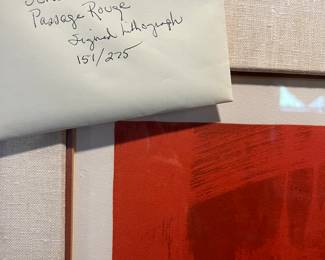 Passage Rouge
Signed Lithograph
151/275